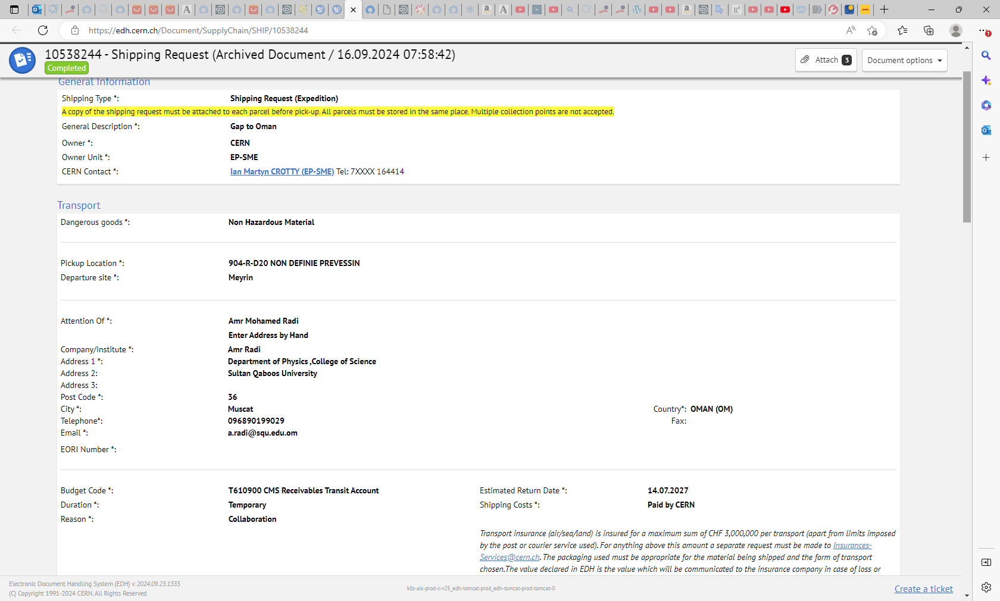 https://edh.cern.ch/Document/SupplyChain/SHIP/10538244
10538244 - Shipping Request (Archived Document / 16.09.2024 07:58:42)
Completed
Attach 3
Document options
General Information
Shipping Type *: Shipping Request (Expedition)
A copy of the shipping request must be attached to each parcel before pick-up. All parcels must be stored in the same place. Multiple collection points are not accepted.
General Description *: Gap to Oman
Owner *: CERN
Owner Unit *: EP-SME
CERN Contact *: Ian Martyn CROTTY (EP-SME) Tel: 7XXXX 164414
Transport
Dangerous goods *: Non Hazardous Material
Pickup Location *: 904-R-D20 NON DEFINIE PREVESSIN
Departure site *: Meyrin
Attention Of *: Amr Mohamed Radi
Enter Address by Hand
Company/Institute *: Amr Radi
Address 1 *: Department of Physics ,College of Science
Address 2: Sultan Qaboos University
Address 3:
Post Code *: 36
City *: Muscat Country*: OMAN (OM)
Telephone*: 096890199029 Fax:
Email *: a.radi@squ.edu.om
EORI Number *:
Budget Code *: T610900 CMS Receivables Transit Account Estimated Return Date *: 14.07.2027
Duration *: Temporary Shipping Costs *: Paid by CERN
Reason *: Collaboration
Transport insurance (air/sea/land) is insured for a maximum sum of CHF 3,000,000 per transport (apart from limits imposed
by the post or courier service used). For anything above this amount a separate request must be made to Insurances-
Services@cern.ch. The packaging used must be appropriate for the material being shipped and the form of transport
chosen.The value declared in EDH is the value which will be communicated to the insurance company in case of loss or
Electronic Document Handling System (EDH) v. 2024.09.23.1335
(C) Copyright 1991-2024 CERN. All Rights Reserved
k8s-ais-prod-c-v25_edh-tomcat-prod_edh-tomcat-prod-tomcat-0
Create a ticket